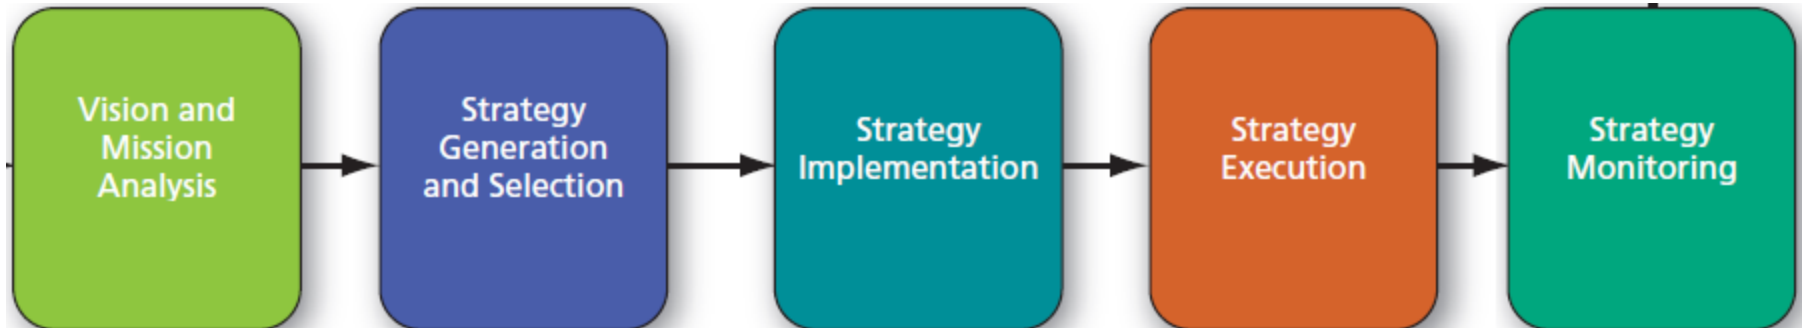 Vision and
Mission
Analysis
Strategy
Generation
and Selection
Strategy
Implementation
Strategy
Execution
Strategy
Monitoring